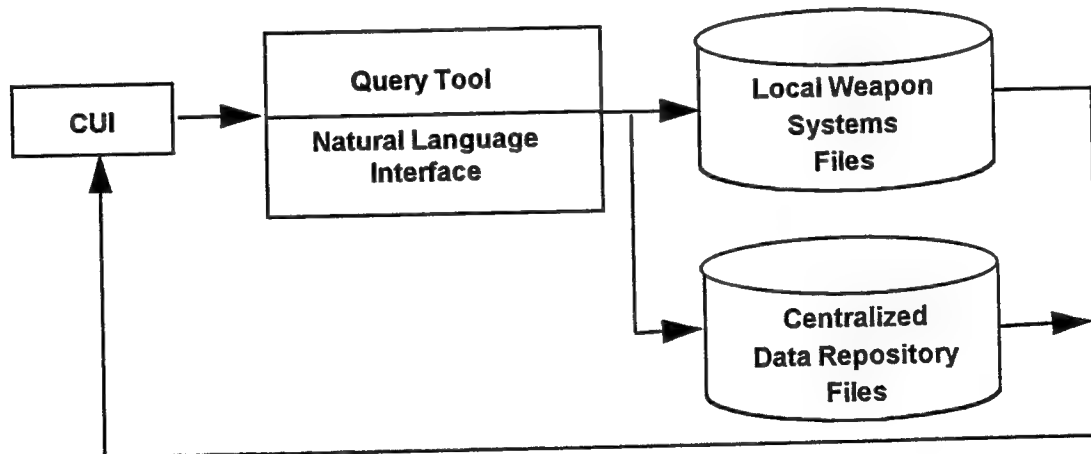 CUI
Query Tool
Natural Language
Interface
Local Weapon
Systems
Files
Centralized
Data Repository
Files